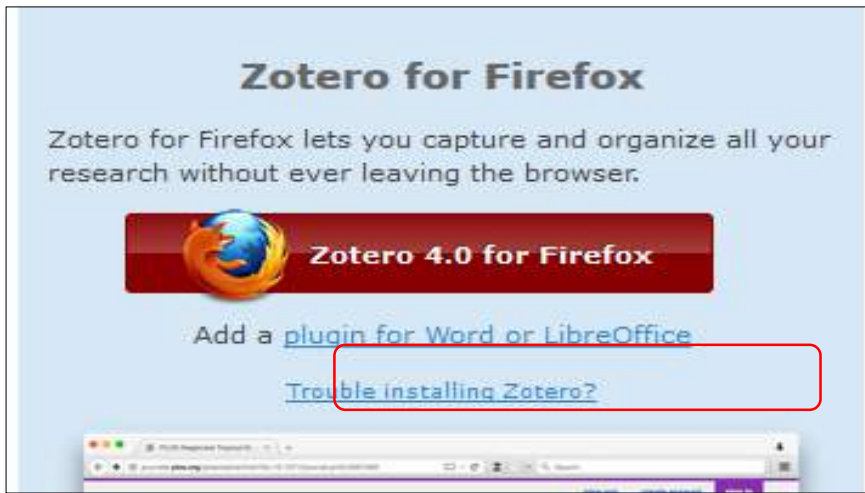 Zotero for Firefox
Zotero for Firefox lets you capture and organize all your
research without ever leaving the browser.
Zotero 4.0 for Firefox
Add a plugin for Word or LibreOffice
Trouble installing Zotero?